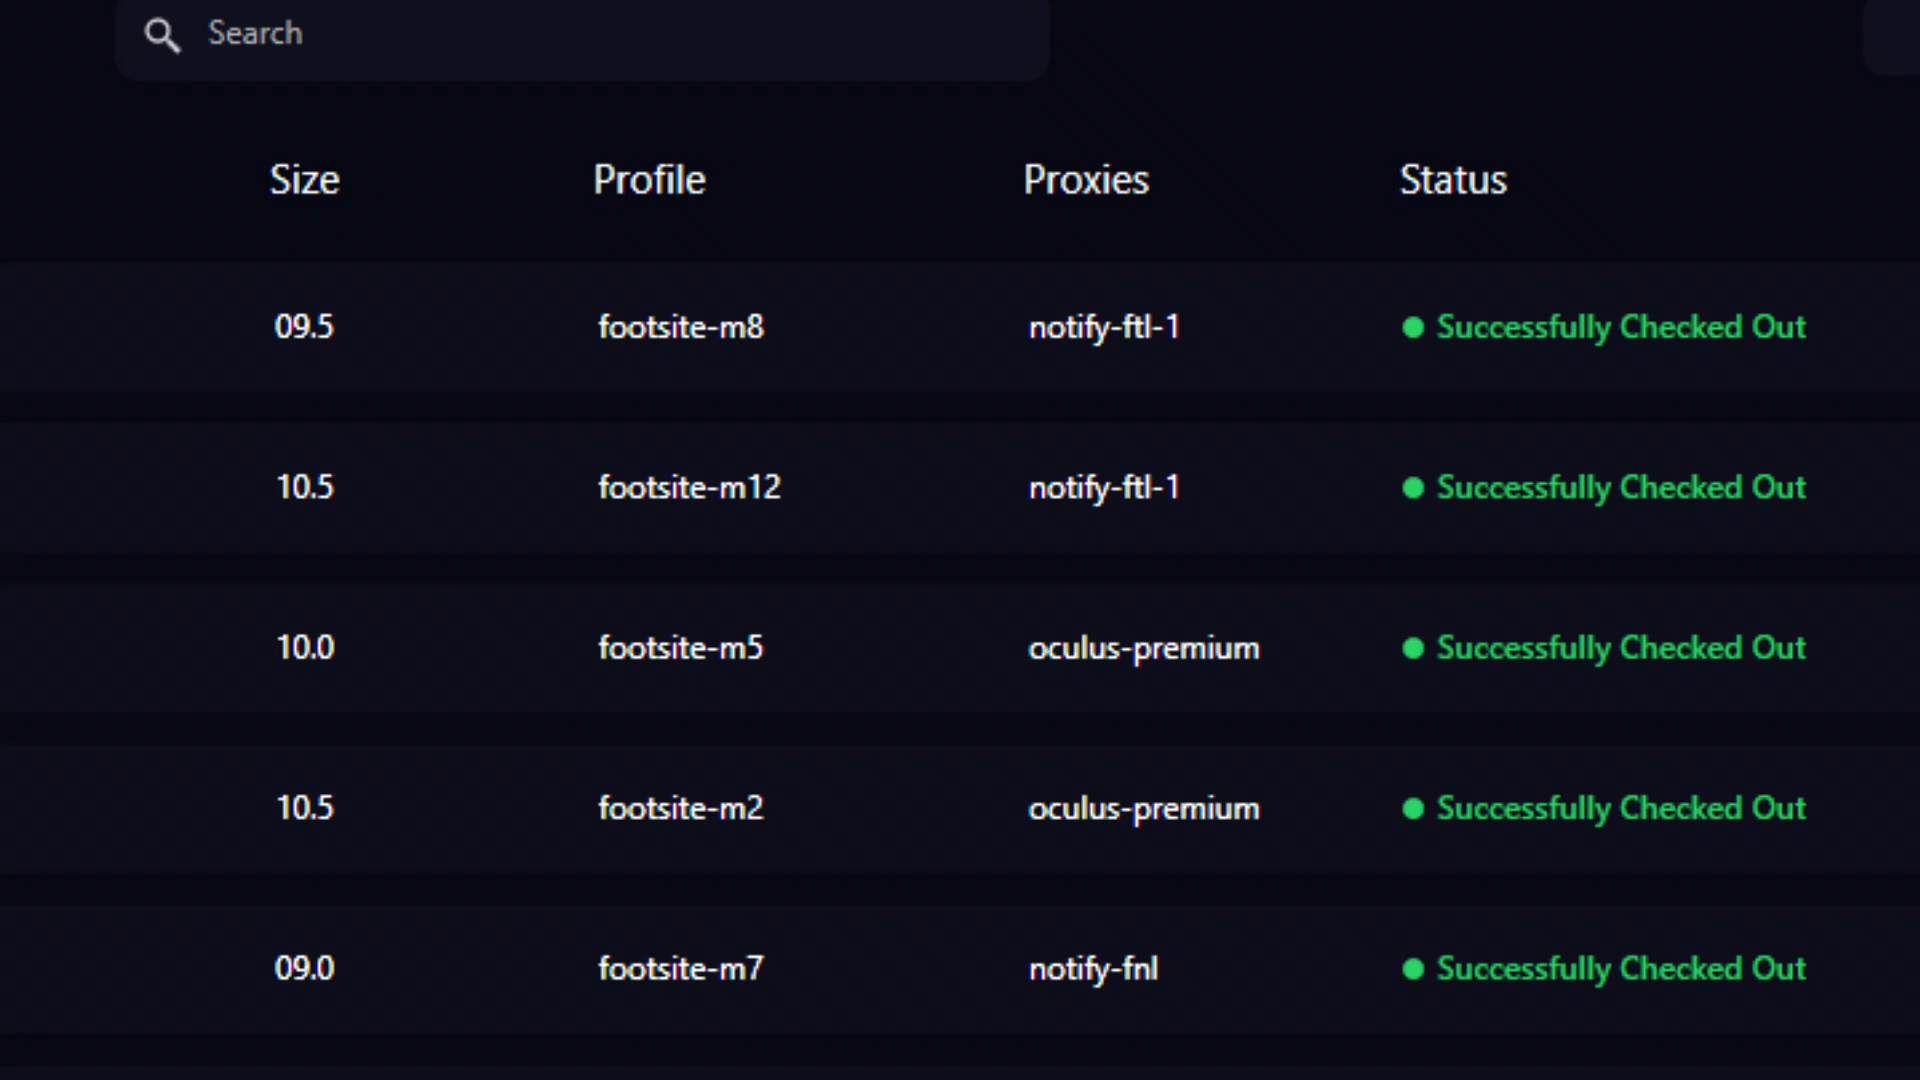 Search
Size Profile Proxies Status
09.5 footsite-m8 notify-ftl-1 Successfully Checked Out
10.5 footsite-m12 notify-ftl-1 Successfully Checked Out
10.0 footsite-m5 oculus-premium Successfully Checked Out
10.5 footsite-m2 oculus-premium Successfully Checked Out
09.0 footsite-m7 notify-fnl Successfully Checked Out